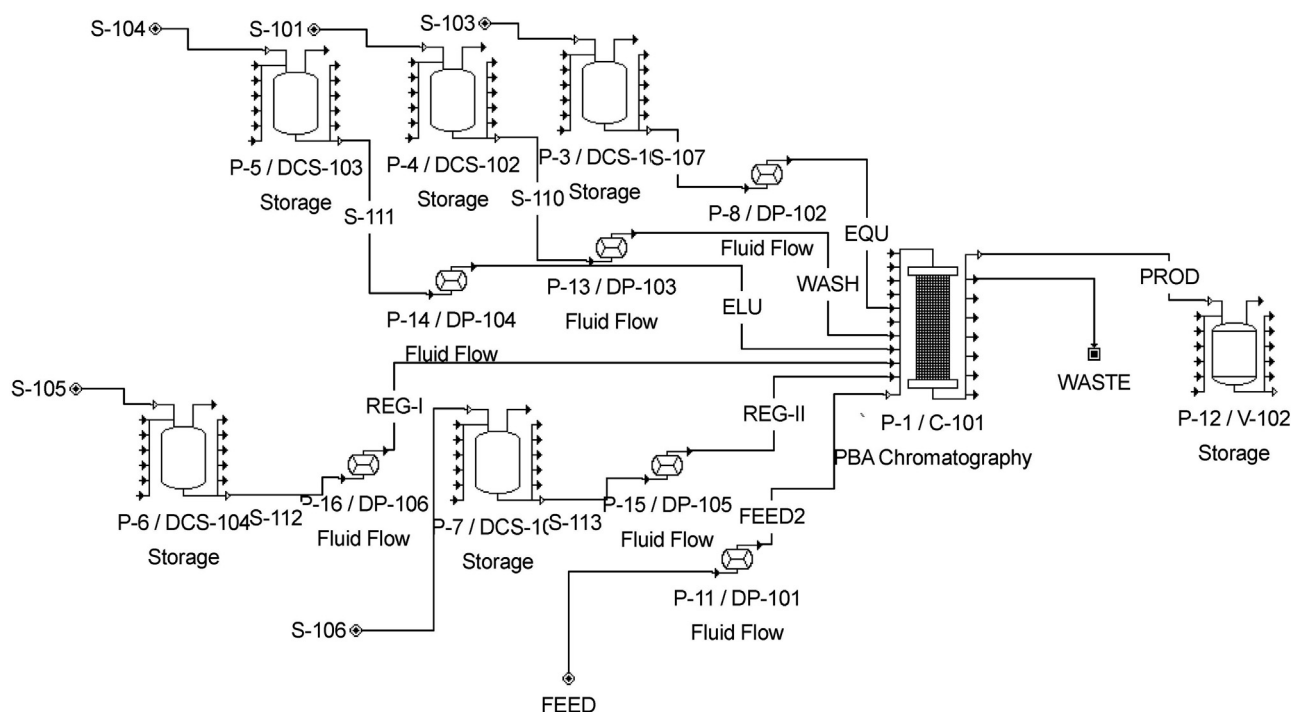 S-104
S-101
S-103
P-5 / DCS-103
Storage
P-4 / DCS-102
Storage
P-3 / DCS-10
Storage
S-107
S-111
S-110
P-8 / DP-102
Fluid Flow
EQU
P-13 / DP-103
Fluid Flow
WASH
P-14 / DP-104
Fluid Flow
ELU
PROD
WASTE
P-12 / V-102
Storage
P-1 / C-101
PBA Chromatography
S-105
REG-I
REG-II
P-6 / DCS-104
Storage
S-112
P-16 / DP-106
Fluid Flow
P-7 / DCS-10
Storage
S-113
P-15 / DP-105
Fluid Flow
FEED2
P-11 / DP-101
Fluid Flow
S-106
FEED